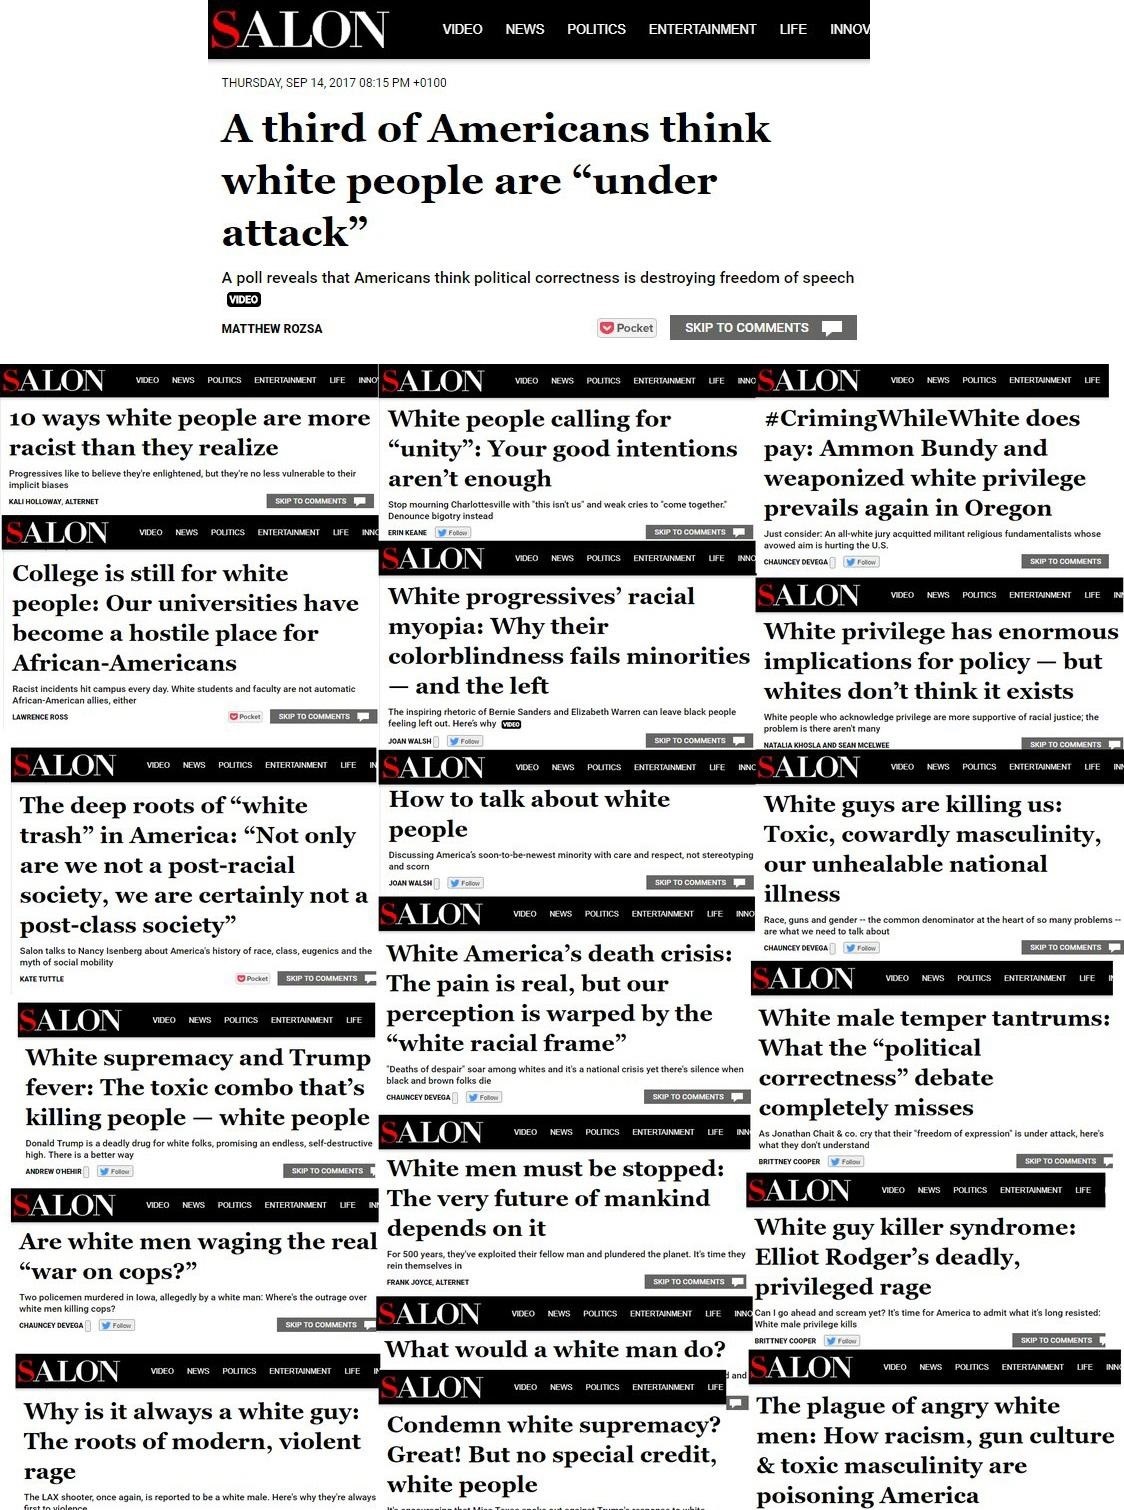 SALON VIDEO NEWS POLITICS ENTERTAINMENT LIFE INNOV
THURSDAY, SEP 14, 2017 08:15 PM +0100
A third of Americans think
white people are “under
attack”
A poll reveals that Americans think political correctness is destroying freedom of speech
VIDEO
MATTHEW ROZSA Pocket SKIP TO COMMENTS
SALON VIDEO NEWS POLITICS ENTERTAINMENT LIFE INNO
10 ways white people are more
racist than they realize
Progressives like to believe they're enlightened, but they're no less vulnerable to their
implicit biases
KALI HOLLOWAY, ALTERNET SKIP TO COMMENTS
SALON VIDEO NEWS POLITICS ENTERTAINMENT LIFE INN
College is still for white
people: Our universities have
become a hostile place for
African-Americans
Racist incidents hit campus every day. White students and faculty are not automatic
African-American allies, either
LAWRENCE ROSS Pocket SKIP TO COMMENTS
SALON VIDEO NEWS POLITICS ENTERTAINMENT LIFE IN
The deep roots of “white
trash” in America: “Not only
are we not a post-racial
society, we are certainly not a
post-class society”
Salon talks to Nancy Isenberg about America's history of race, class, eugenics and the
myth of social mobility
KATE TUTTLE Pocket SKIP TO COMMENTS
SALON VIDEO NEWS POLITICS ENTERTAINMENT LIFE
White supremacy and Trump
fever: The toxic combo that’s
killing people — white people
Donald Trump is a deadly drug for white folks, promising an endless, self-destructive
high. There is a better way
ANDREW O'HEHIR Follow SKIP TO COMMENTS
SALON VIDEO NEWS POLITICS ENTERTAINMENT LIFE IN
Are white men waging the real
“war on cops?”
Two policemen murdered in Iowa, allegedly by a white man: Where's the outrage over
white men killing cops?
CHAUNCEY DEVEGA Follow SKIP TO COMMENTS
SALON VIDEO NEWS POLITICS ENTERTAINMENT LIFE
Why is it always a white guy:
The roots of modern, violent
rage
The LAX shooter, once again, is reported to be a white male. Here's why they're always
first to violence
SALON VIDEO NEWS POLITICS ENTERTAINMENT LIFE INNO
White people calling for
“unity”: Your good intentions
aren’t enough
Stop mourning Charlottesville with "this isn't us" and weak cries to "come together."
Denounce bigotry instead
ERIN KEANE Follow SKIP TO COMMENTS
SALON VIDEO NEWS POLITICS ENTERTAINMENT LIFE INNO
White progressives’ racial
myopia: Why their
colorblindness fails minorities
— and the left
The inspiring rhetoric of Bernie Sanders and Elizabeth Warren can leave black people
feeling left out. Here's why VIDEO
JOAN WALSH Follow SKIP TO COMMENTS
SALON VIDEO NEWS POLITICS ENTERTAINMENT LIFE INNO
How to talk about white
people
Discussing America's soon-to-be-newest minority with care and respect, not stereotyping
and scorn
JOAN WALSH Follow SKIP TO COMMENTS
SALON VIDEO NEWS POLITICS ENTERTAINMENT LIFE INNO
White America’s death crisis:
The pain is real, but our
perception is warped by the
“white racial frame”
"Deaths of despair" soar among whites and it's a national crisis yet there's silence when
black and brown folks die
CHAUNCEY DEVEGA Follow SKIP TO COMMENTS
SALON VIDEO NEWS POLITICS ENTERTAINMENT LIFE INN
White men must be stopped:
The very future of mankind
depends on it
For 500 years, they've exploited their fellow man and plundered the planet. It's time they
rein themselves in
FRANK JOYCE, ALTERNET SKIP TO COMMENTS
SALON VIDEO NEWS POLITICS ENTERTAINMENT LIFE INNO
What would a white man do?
and
SALON VIDEO NEWS POLITICS ENTERTAINMENT LIFE
Condemn white supremacy?
Great! But no special credit,
white people
SALON VIDEO NEWS POLITICS ENTERTAINMENT LIFE
#CrimingWhileWhite does
pay: Ammon Bundy and
weaponized white privilege
prevails again in Oregon
Just consider: An all-white jury acquitted militant religious fundamentalists whose
avowed aim is hurting the U.S.
CHAUNCEY DEVEGA Follow SKIP TO COMMENTS
SALON VIDEO NEWS POLITICS ENTERTAINMENT LIFE INN
White privilege has enormous
implications for policy — but
whites don’t think it exists
White people who acknowledge privilege are more supportive of racial justice; the
problem is there aren't many
NATALIA KHOSLA AND SEAN MCELWEE SKIP TO COMMENTS
SALON VIDEO NEWS POLITICS ENTERTAINMENT LIFE INN
White guys are killing us:
Toxic, cowardly masculinity,
our unhealable national
illness
Race, guns and gender -- the common denominator at the heart of so many problems --
are what we need to talk about
CHAUNCEY DEVEGA Follow SKIP TO COMMENTS
SALON VIDEO NEWS POLITICS ENTERTAINMENT LIFE
White male temper tantrums:
What the “political
correctness” debate
completely misses
As Jonathan Chait & co. cry that their "freedom of expression" is under attack, here's
what they don't understand
BRITTNEY COOPER Follow SKIP TO COMMENTS
SALON VIDEO NEWS POLITICS ENTERTAINMENT LIFE
White guy killer syndrome:
Elliot Rodger’s deadly,
privileged rage
Can I go ahead and scream yet? It's time for America to admit what it's long resisted:
White male privilege kills
BRITTNEY COOPER Follow SKIP TO COMMENTS
SALON VIDEO NEWS POLITICS ENTERTAINMENT LIFE INN
The plague of angry white
men: How racism, gun culture
& toxic masculinity are
poisoning America